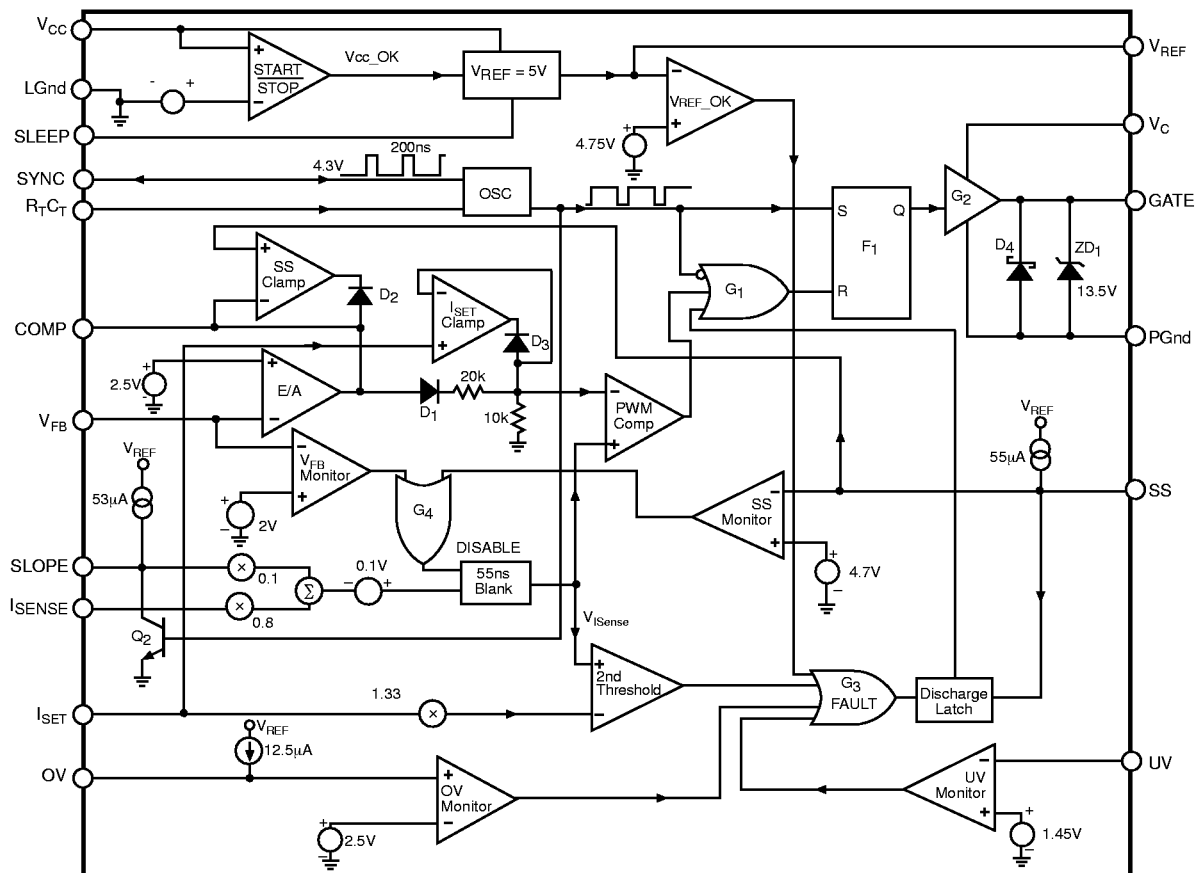 VCC
LGnd
SLEEP
SYNC
RTCT
COMP
VFB
SLOPE
ISENSE
ISET
OV
+
START
STOP
−
- +
Vcc_OK
VREF = 5V
−
VREF_OK
+
+
4.75V
VREF
VC
GATE
PGnd
SS
UV
4.3V
200ns
OSC
S
Q
F1
R
G2
D4
ZD1
13.5V
G1
+
SS
Clamp
−
D2
−
ISET
Clamp
+
D3
+
2.5V
-
+
E/A
−
D1
20k
10k
−
PWM
Comp
+
VREF
53µA
−
VFB
Monitor
+
+
2V
−
G4
DISABLE
55ns
Blank
×
0.1
×
0.8
Σ
0.1V
− +
VREF
55µA
−
SS
Monitor
+
+
4.7V
−
Q2
VISense
+
2nd
Threshold
−
1.33
×
G3
FAULT
Discharge
Latch
VREF
12.5µA
+
OV
Monitor
−
+
2.5V
−
−
UV
Monitor
+
+
1.45V
−